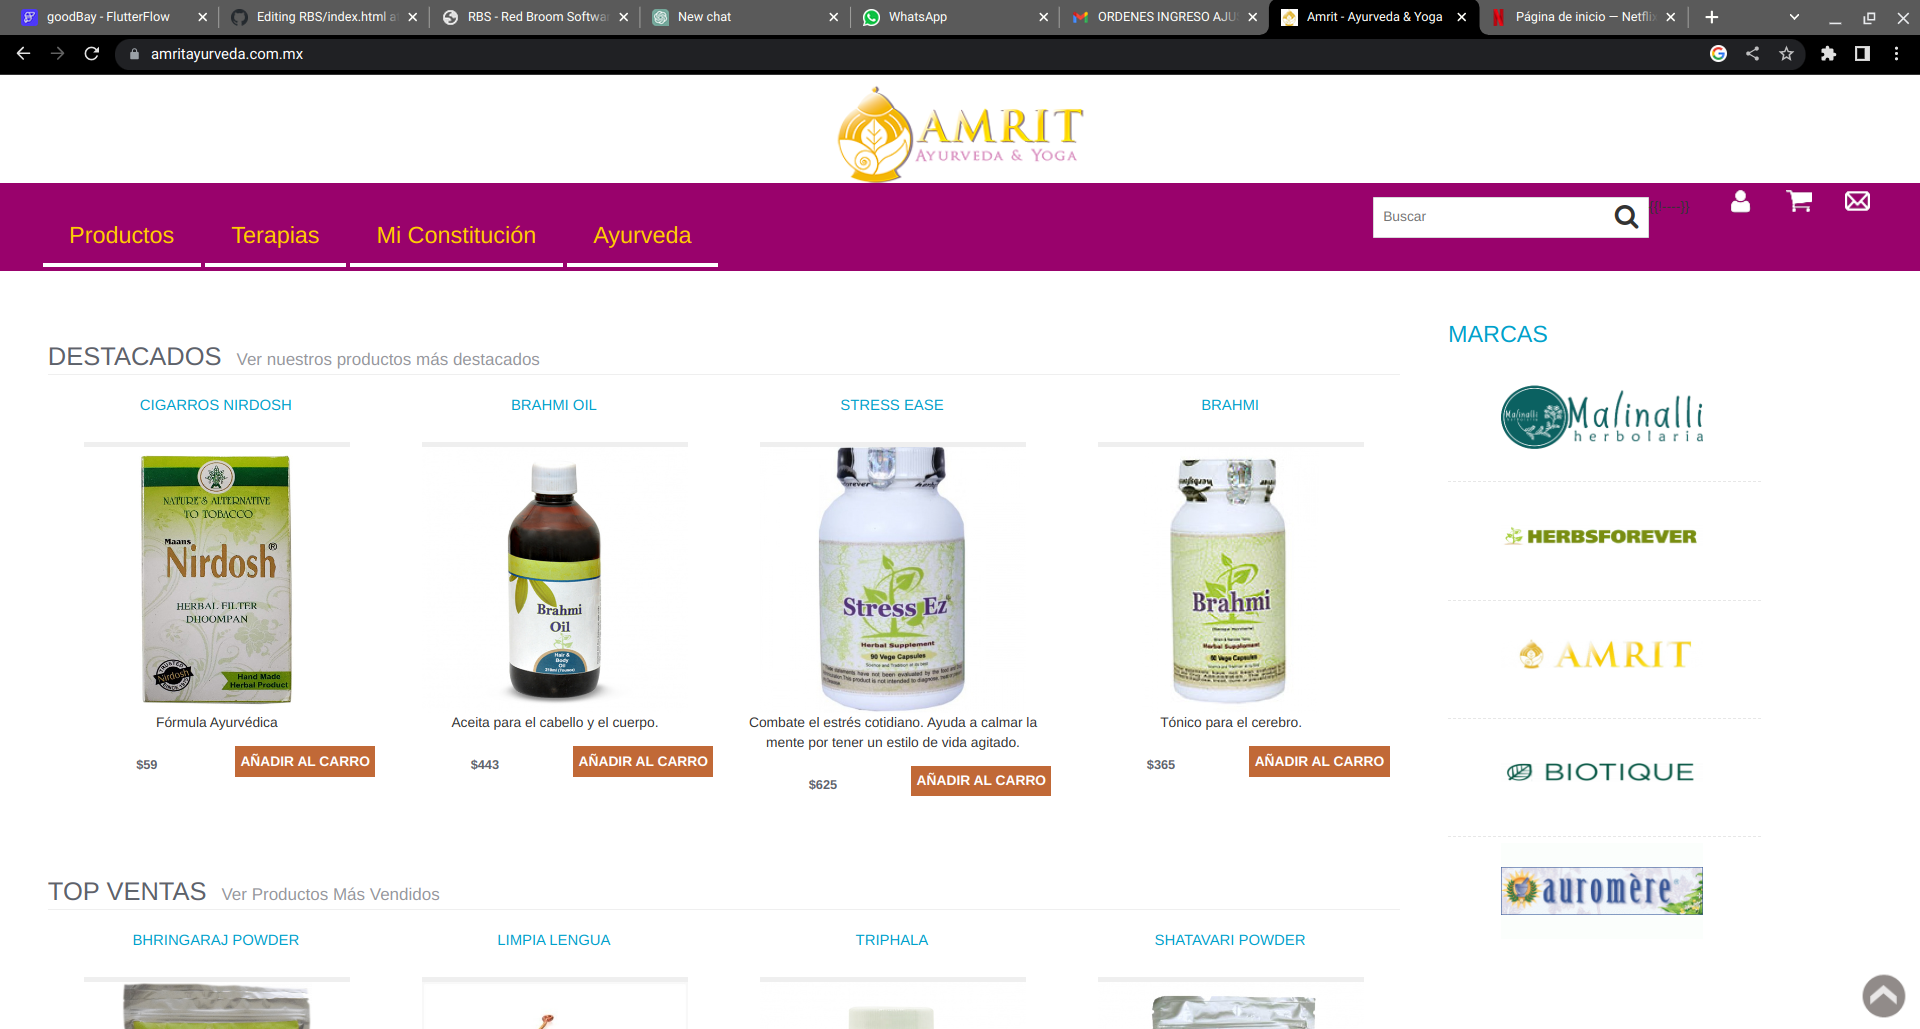 goodBay - FlutterFlow
Editing RBS/index.html a
RBS - Red Broom Softwar
New chat
WhatsApp
ORDENES INGRESO AJU
Amrit - Ayurveda & Yoga
Página de inicio — Netflix
amritayurveda.com.mx
AMRIT
AYURVEDA & YOGA
Productos
Terapias
Mi Constitución
Ayurveda
Buscar
MARCAS
DESTACADOS Ver nuestros productos más destacados
CIGARROS NIRDOSH
BRAHMI OIL
STRESS EASE
BRAHMI
Malinalli
herbolaria
HERBSFOREVER
AMRIT
BIOTIQUE
auromère
NATURE'S ALTERNATIVE
TO TOBACCO
Maans
Nirdosh®
HERBAL FILTER
DHOOMPAN
Nirdosh
Hand Made
Herbal Product
Brahmi
Oil
Hair &
Body
Oil
Stress Ez
Herbal Supplement
90 Vege Capsules
Brahmi
Herbal Supplement
60 Vege Capsules
Fórmula Ayurvédica
Aceita para el cabello y el cuerpo.
Combate el estrés cotidiano. Ayuda a calmar la
mente por tener un estilo de vida agitado.
Tónico para el cerebro.
$59
AÑADIR AL CARRO
$443
AÑADIR AL CARRO
$625
AÑADIR AL CARRO
$365
AÑADIR AL CARRO
TOP VENTAS Ver Productos Más Vendidos
BHRINGARAJ POWDER
LIMPIA LENGUA
TRIPHALA
SHATAVARI POWDER